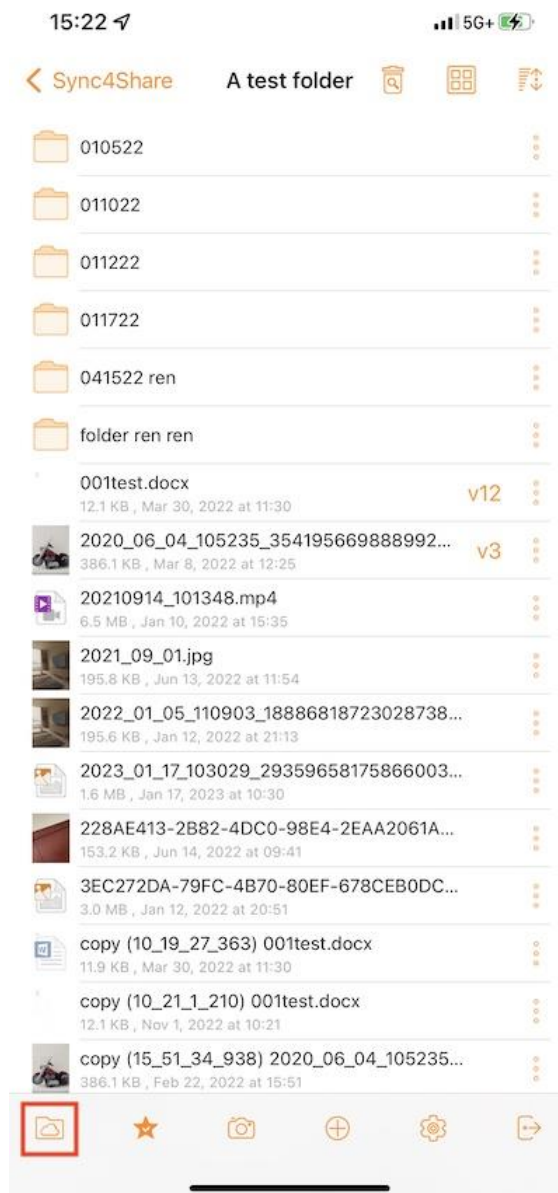 15:22 5G+
Sync4Share A test folder
010522
011022
011222
011722
041522 ren
folder ren ren
001test.docx
12.1 KB , Mar 30, 2022 at 11:30
v12
2020_06_04_105235_354195669888992...
386.1 KB , Mar 8, 2022 at 12:25
v3
20210914_101348.mp4
6.5 MB , Jan 10, 2022 at 15:35
2021_09_01.jpg
195.8 KB , Jun 13, 2022 at 11:54
2022_01_05_110903_18886818723028738...
195.6 KB , Jan 12, 2022 at 21:13
2023_01_17_103029_29359658175866003...
1.6 MB , Jan 17, 2023 at 10:30
228AE413-2B82-4DC0-98E4-2EAA2061A...
153.2 KB , Jun 14, 2022 at 09:41
3EC272DA-79FC-4B70-80EF-678CEB0DC...
3.0 MB , Jan 12, 2022 at 20:51
copy (10_19_27_363) 001test.docx
11.9 KB , Mar 30, 2022 at 11:30
copy (10_21_1_210) 001test.docx
12.1 KB , Nov 1, 2022 at 10:21
copy (15_51_34_938) 2020_06_04_105235...
386.1 KB , Feb 22, 2022 at 15:51